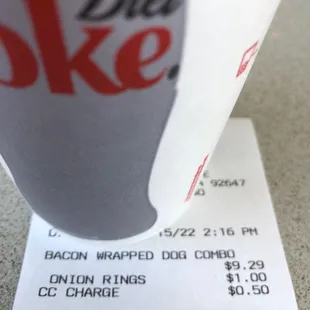 Diet
oke.
92647
15/22 2:16 PM
BACON WRAPPED DOG COMBO
$9.29
ONION RINGS $1.00
CC CHARGE $0.50